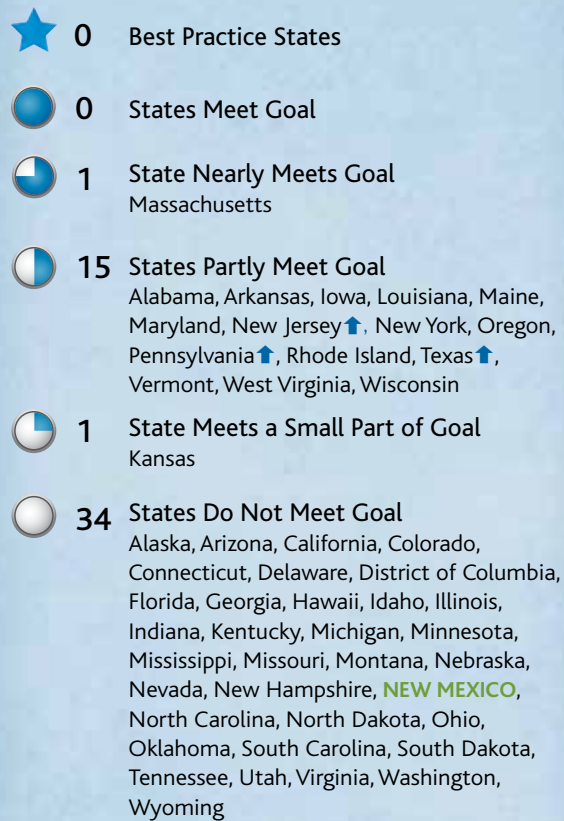 0 Best Practice States
0 States Meet Goal
1 State Nearly Meets Goal
Massachusetts
15 States Partly Meet Goal
Alabama, Arkansas, Iowa, Louisiana, Maine,
Maryland, New Jersey⬆, New York, Oregon,
Pennsylvania⬆, Rhode Island, Texas⬆,
Vermont, West Virginia, Wisconsin
1 State Meets a Small Part of Goal
Kansas
34 States Do Not Meet Goal
Alaska, Arizona, California, Colorado,
Connecticut, Delaware, District of Columbia,
Florida, Georgia, Hawaii, Idaho, Illinois,
Indiana, Kentucky, Michigan, Minnesota,
Mississippi, Missouri, Montana, Nebraska,
Nevada, New Hampshire, NEW MEXICO,
North Carolina, North Dakota, Ohio,
Oklahoma, South Carolina, South Dakota,
Tennessee, Utah, Virginia, Washington,
Wyoming